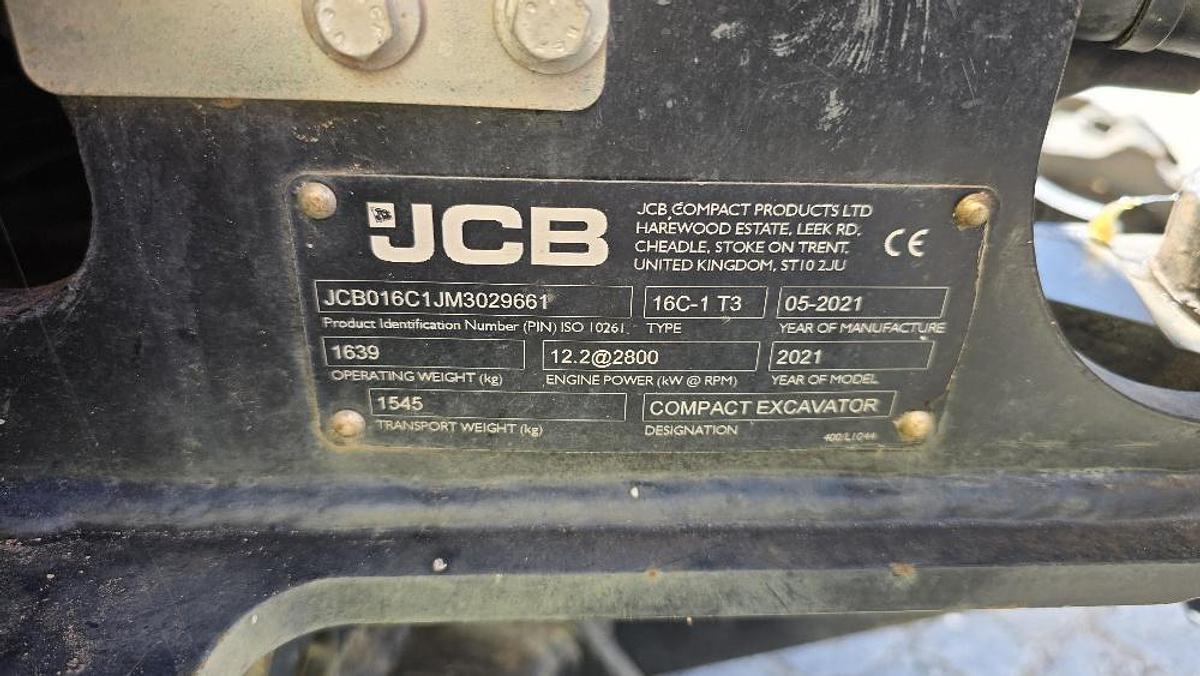 JCB
JCB COMPACT PRODUCTS LTD
HAREWOOD ESTATE, LEEK RD,
CHEADLE, STOKE ON TRENT,
UNITED KINGDOM, ST10 2JU
CE
JCB016C1JM3029661
16C-1 T3
05-2021
Product Identification Number (PIN) ISO 10261
TYPE
YEAR OF MANUFACTURE
1639
12.2@2800
2021
OPERATING WEIGHT (kg)
ENGINE POWER (kW @ RPM)
YEAR OF MODEL
1545
COMPACT EXCAVATOR
TRANSPORT WEIGHT (kg)
DESIGNATION
400/L1044